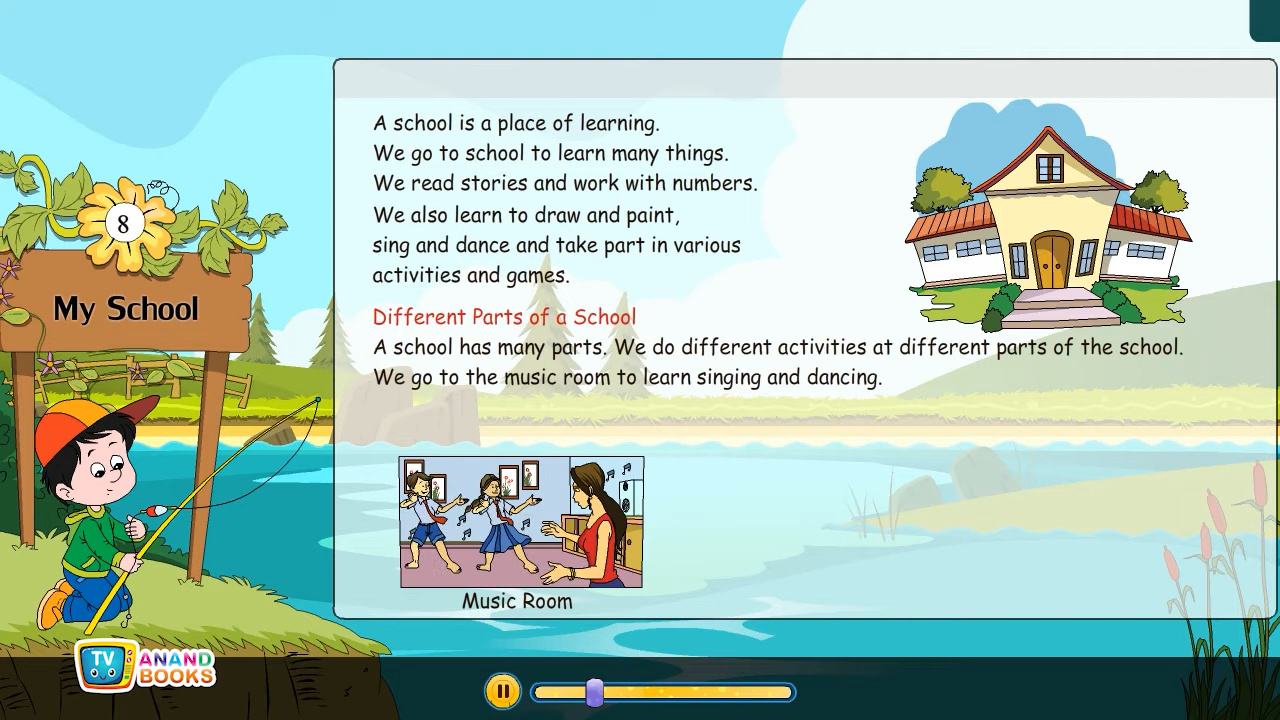 8
My School
A school is a place of learning.
We go to school to learn many things.
We read stories and work with numbers.
We also learn to draw and paint,
sing and dance and take part in various
activities and games.
Different Parts of a School
A school has many parts. We do different activities at different parts of the school.
We go to the music room to learn singing and dancing.
Music Room
TV
ANAND
BOOKS